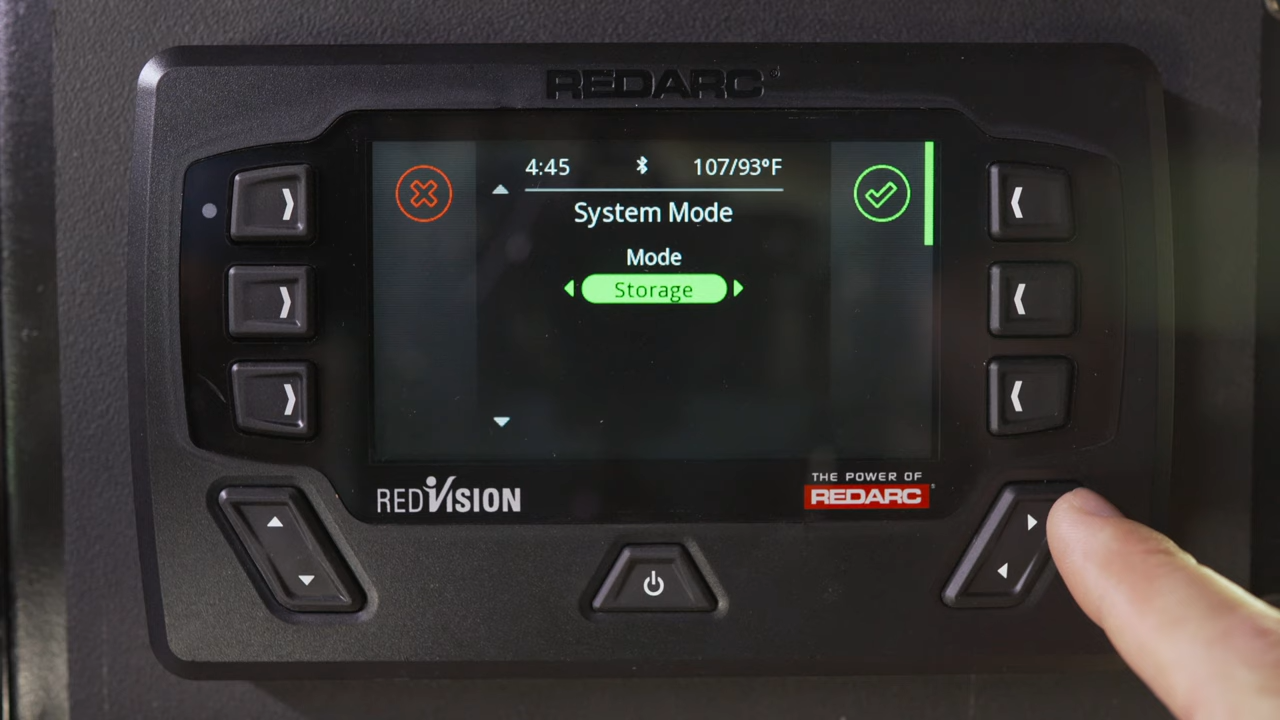 REDARC
4:45 107/93°F
System Mode
Mode
Storage
REDVISION
THE POWER OF
REDARC